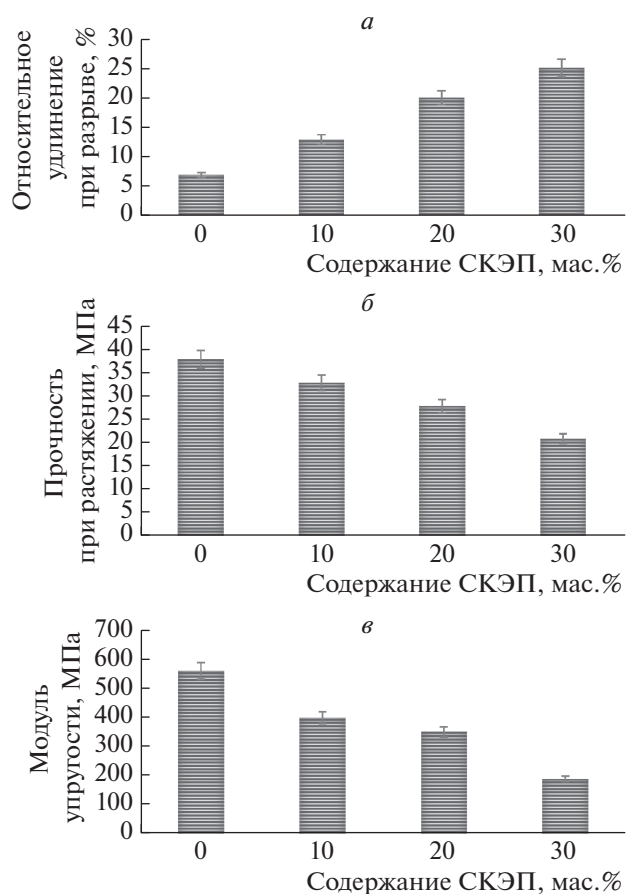 а
Относительное
удлинение
при разрыве, %
30
25
20
15
10
5
0
0 10 20 30
Содержание СКЭП, мас.%
б
Прочность
при растяжении, МПа
45
40
35
30
25
20
15
10
5
0
0 10 20 30
Содержание СКЭП, мас.%
в
Модуль
упругости, МПа
700
600
500
400
300
200
100
0
0 10 20 30
Содержание СКЭП, мас.%